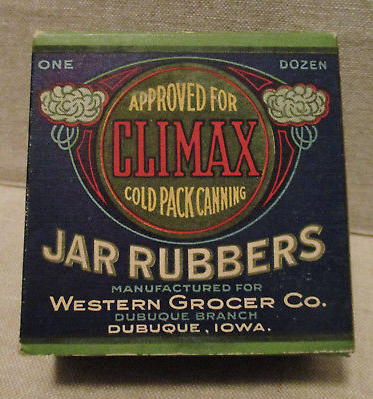 ONE DOZEN
APPROVED FOR
CLIMAX
COLD PACK CANNING
JAR RUBBERS
MANUFACTURED FOR
WESTERN GROCER CO.
DUBUQUE BRANCH
DUBUQUE, IOWA.